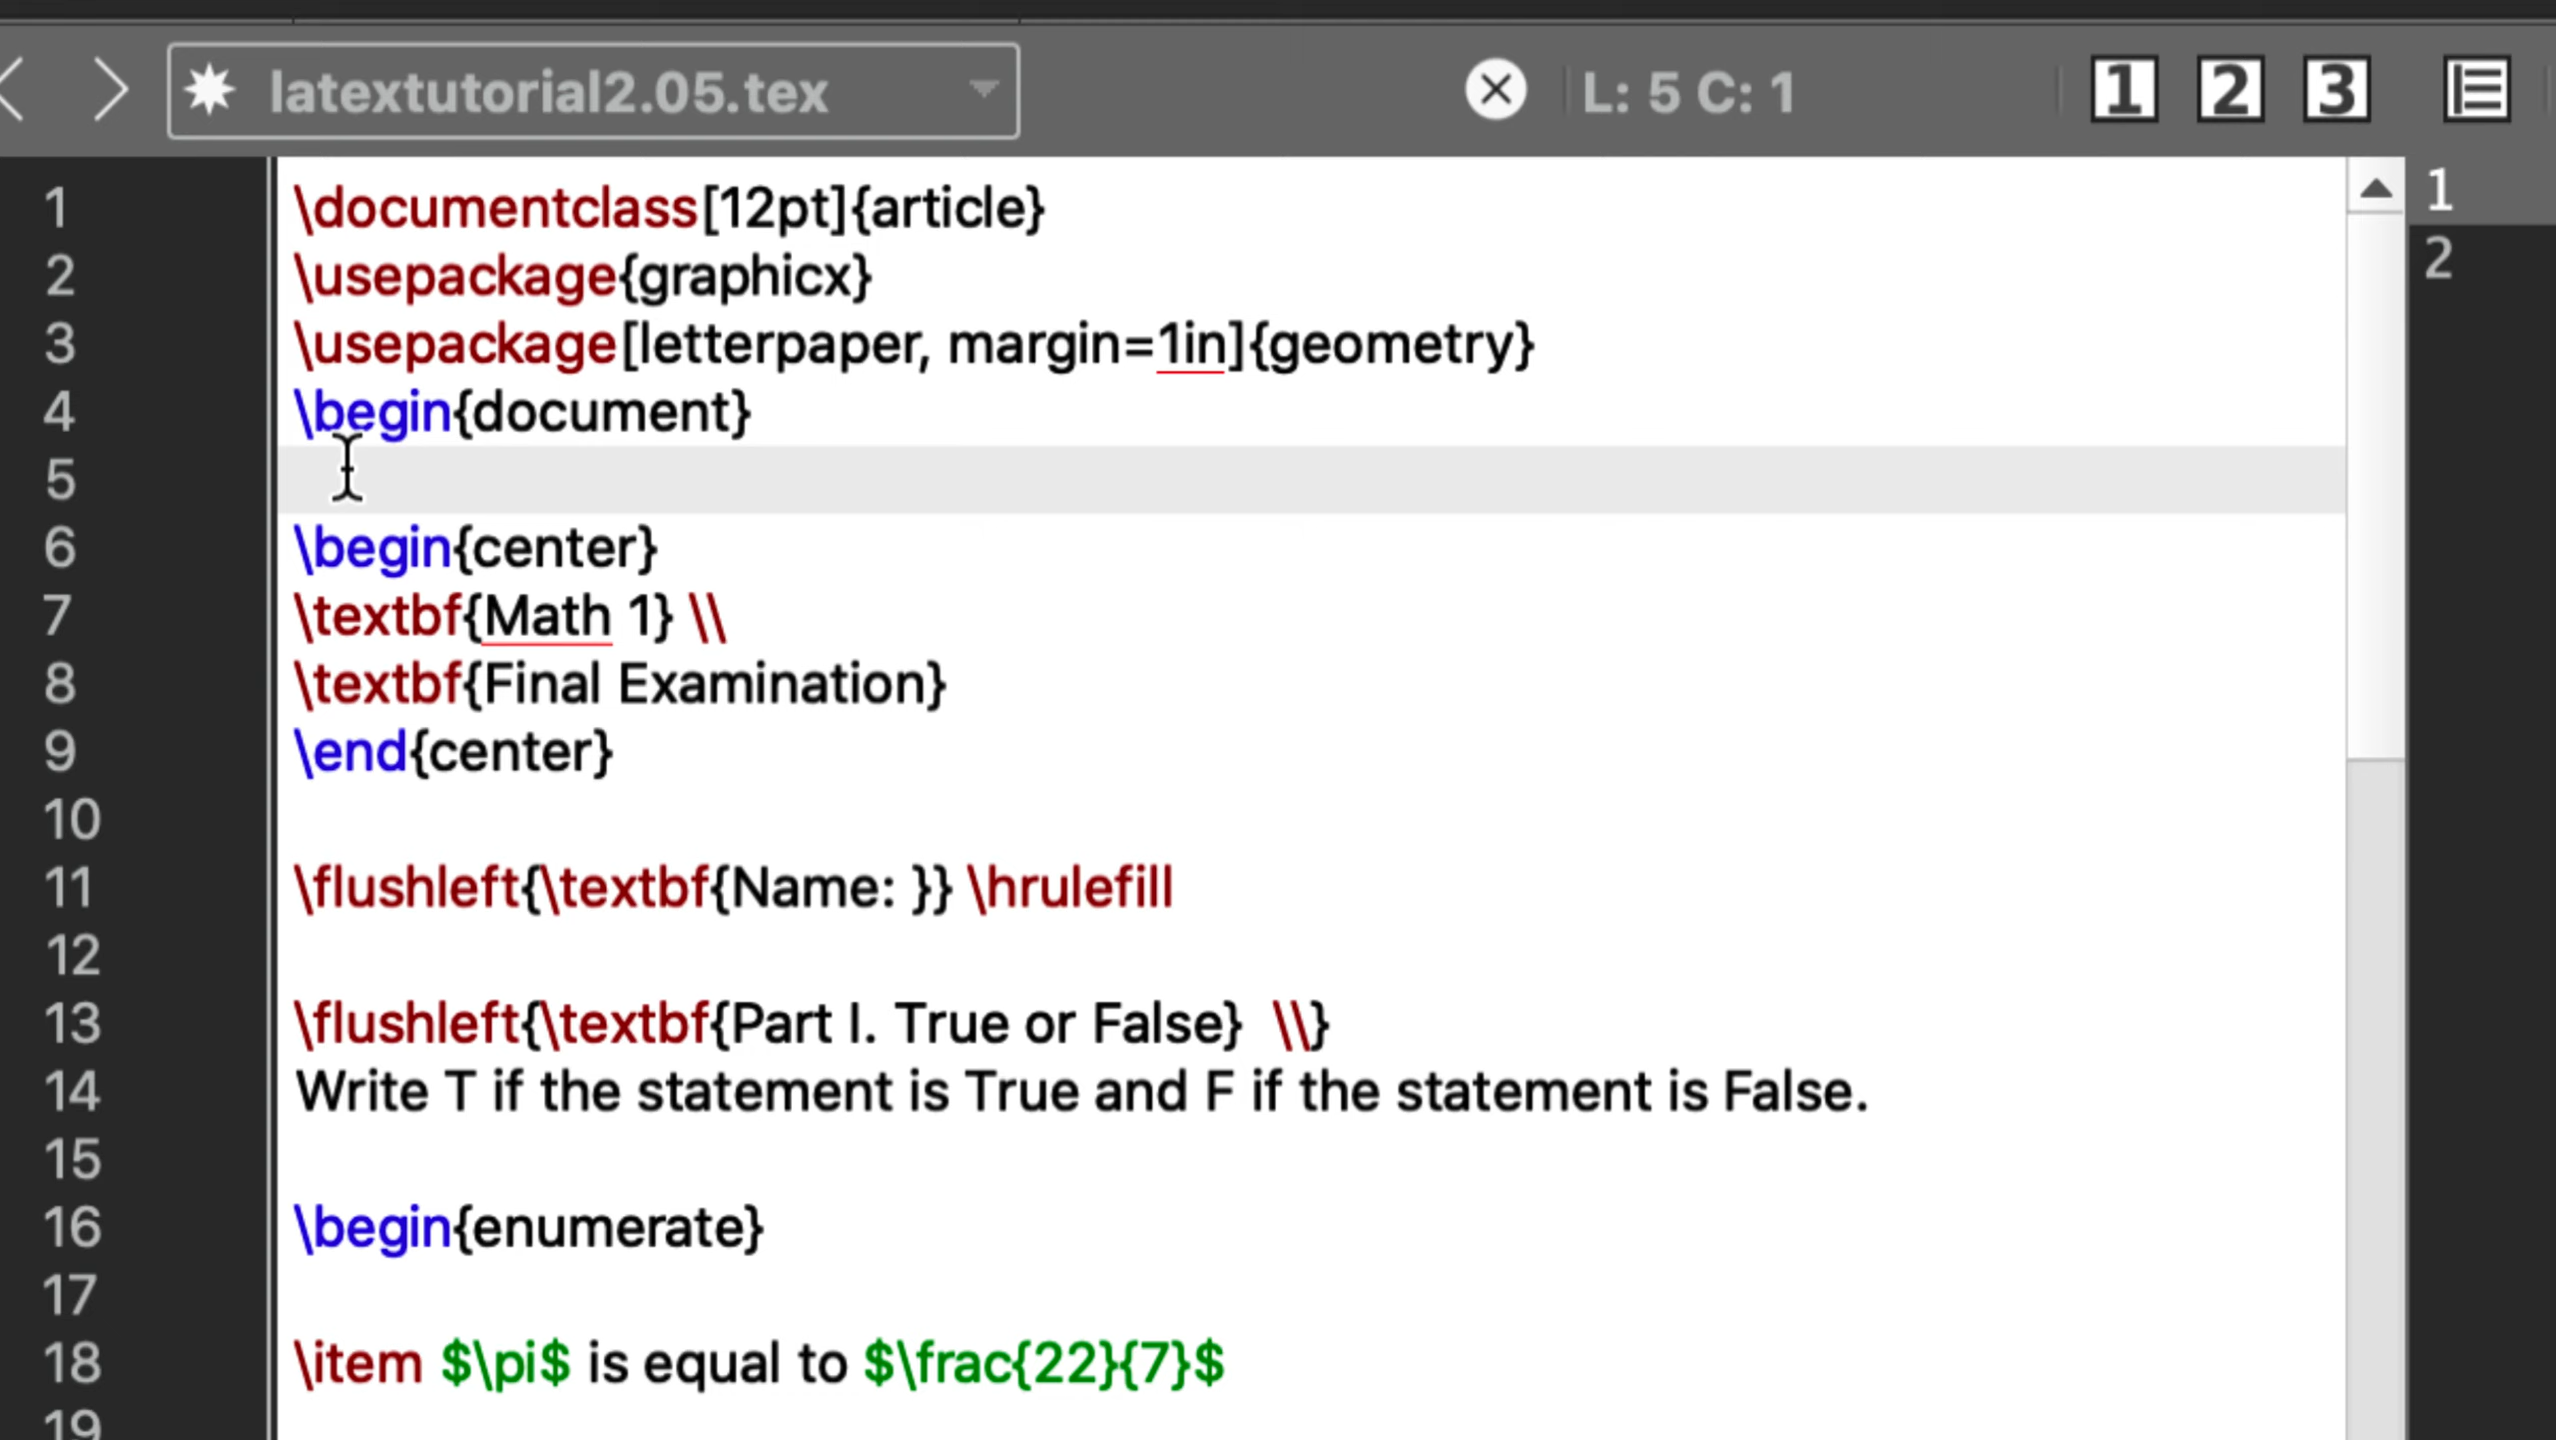 latextutorial2.05.tex L: 5 C: 1 1 2 3
1 \documentclass[12pt]{article}
2 \usepackage{graphicx}
3 \usepackage[letterpaper, margin=1in]{geometry}
4 \begin{document}
5
6 \begin{center}
7 \textbf{Math 1} \\
8 \textbf{Final Examination}
9 \end{center}
10
11 \flushleft{\textbf{Name: }} \hrulefill
12
13 \flushleft{\textbf{Part I. True or False}  \\}
14 Write T if the statement is True and F if the statement is False.
15
16 \begin{enumerate}
17
18 \item $\pi$ is equal to $\frac{22}{7}$
19
1
2